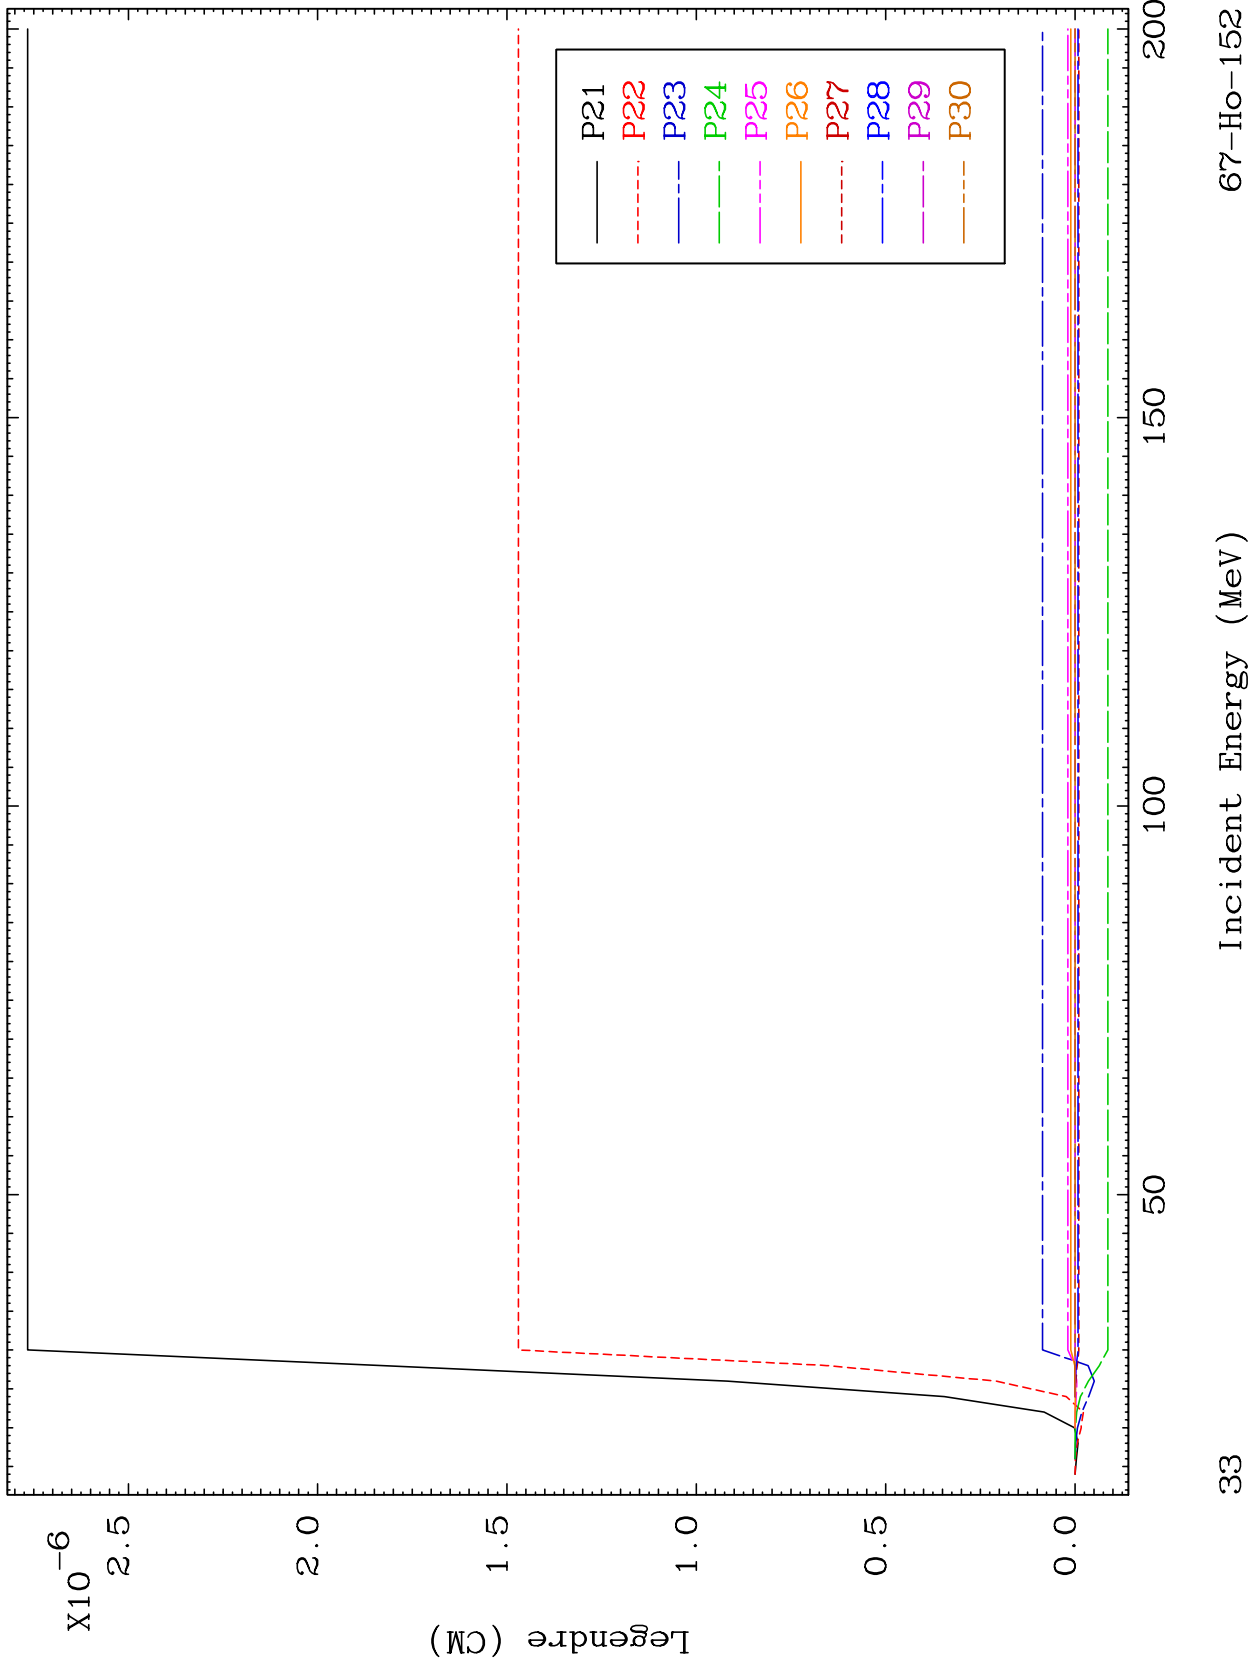 X10-6
2.5
2.0
1.5
1.0
0.5
0.0
Legendre (CM)
P21
P22
P23
P24
P25
P26
P27
P28
P29
P30
50
100
150
200
33
Incident Energy (MeV)
67-Ho-152